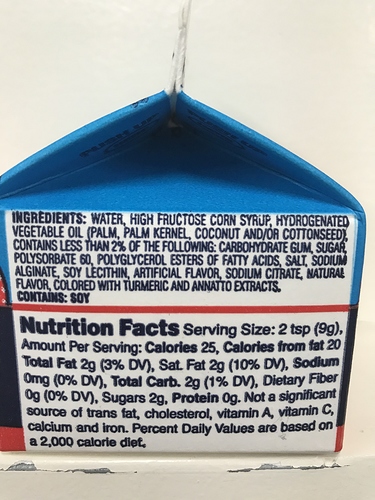 INGREDIENTS: WATER, HIGH FRUCTOSE CORN SYRUP, HYDROGENATED
VEGETABLE OIL (PALM, PALM KERNEL, COCONUT AND/OR COTTONSEED),
CONTAINS LESS THAN 2% OF THE FOLLOWING: CARBOHYDRATE GUM, SUGAR,
POLYSORBATE 60, POLYGLYCEROL ESTERS OF FATTY ACIDS, SALT, SODIUM
ALGINATE, SOY LECITHIN, ARTIFICIAL FLAVOR, SODIUM CITRATE, NATURAL
FLAVOR, COLORED WITH TURMERIC AND ANNATTO EXTRACTS.
CONTAINS: SOY
Nutrition Facts Serving Size: 2 tsp (9g),
Amount Per Serving: Calories 25, Calories from fat 20
Total Fat 2g (3% DV), Sat. Fat 2g (10% DV), Sodium
0mg (0% DV), Total Carb. 2g (1% DV), Dietary Fiber
0g (0% DV), Sugars 2g, Protein 0g. Not a significant
source of trans fat, cholesterol, vitamin A, vitamin C,
calcium and iron. Percent Daily Values are based on
a 2,000 calorie diet.